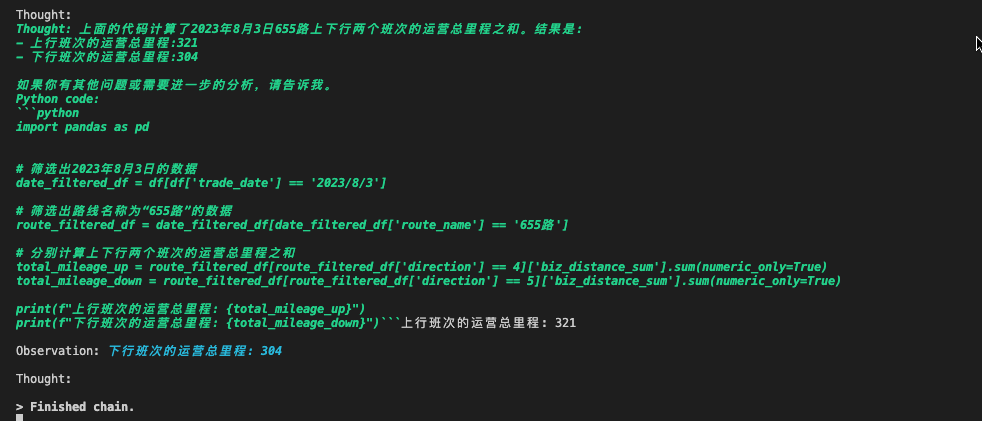 Thought:
Thought: 上面的代码计算了2023年8月3日655路上下行两个班次的运营总里程之和。结果是:
- 上行班次的运营总里程:321
- 下行班次的运营总里程:304
如果你有其他问题或需要进一步的分析，请告诉我。
Python code:
```python
import pandas as pd
# 筛选出2023年8月3日的数据
date_filtered_df = df[df['trade_date'] == '2023/8/3']
# 筛选出路线名称为“655路”的数据
route_filtered_df = date_filtered_df[date_filtered_df['route_name'] == '655路']
# 分别计算上下行两个班次的运营总里程之和
total_mileage_up = route_filtered_df[route_filtered_df['direction'] == 4]['biz_distance_sum'].sum(numeric_only=True)
total_mileage_down = route_filtered_df[route_filtered_df['direction'] == 5]['biz_distance_sum'].sum(numeric_only=True)
print(f"上行班次的运营总里程: {total_mileage_up}")
print(f"下行班次的运营总里程: {total_mileage_down}")```上行班次的运营总里程: 321
Observation: 下行班次的运营总里程: 304
Thought:
> Finished chain.